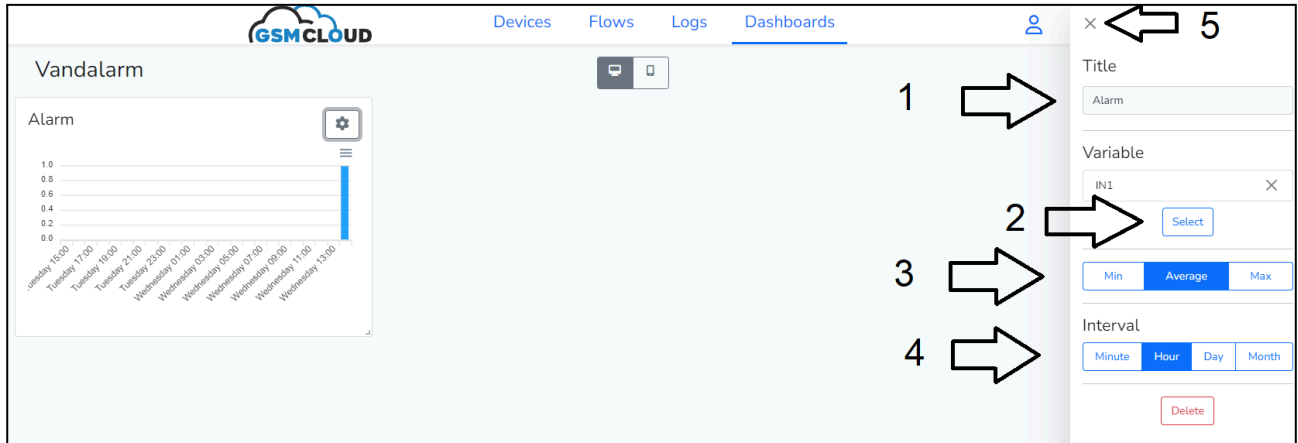 GSMCLOUD
Devices Flows Logs Dashboards
5
Vandalarm
Alarm
1.0
0.8
0.6
0.4
0.2
0.0
Tuesday 17:00
Tuesday 19:00
Tuesday 21:00
Tuesday 23:00
Wednesday 01:00
Wednesday 03:00
Wednesday 05:00
Wednesday 07:00
Wednesday 09:00
Wednesday 11:00
Wednesday 13:00
1
Title
Alarm
Variable
IN1
2
Select
3
Min Average Max
Interval
4
Minute Hour Day Month
Delete